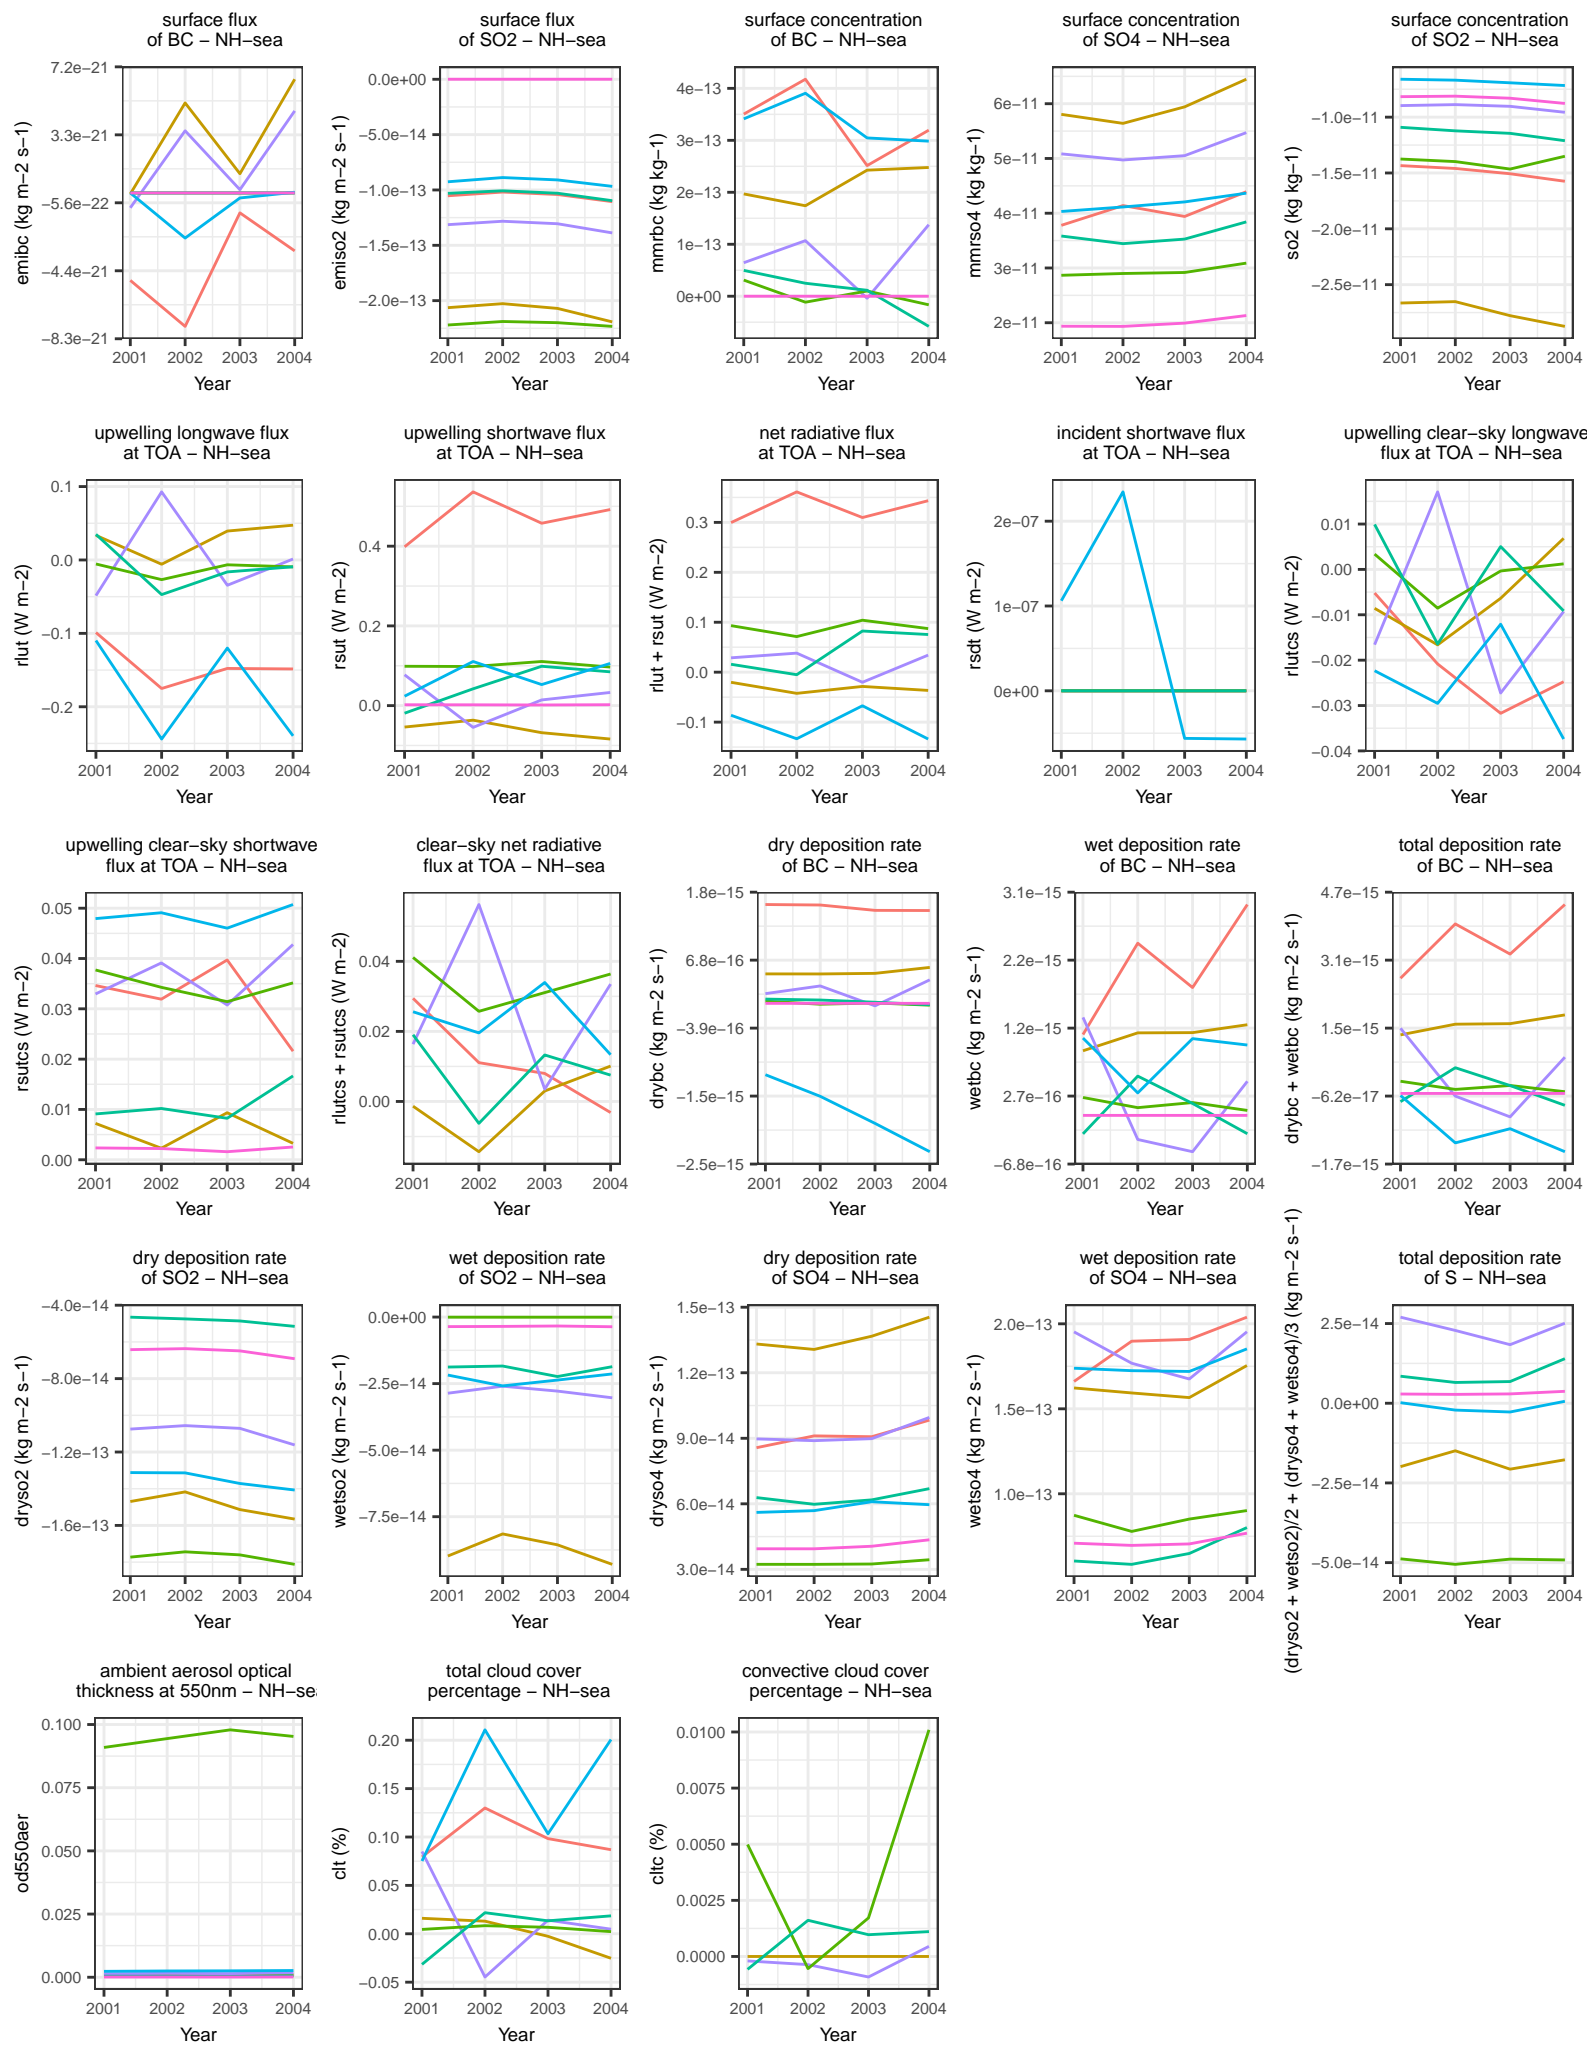 surface flux
of BC − NH−sea
7.2e−21
3.3e−21
−5.6e−22
−4.4e−21
−8.3e−21
emibc (kg m−2 s−1)
2001 2002 2003 2004
Year
surface flux
of SO2 − NH−sea
0.0e+00
−5.0e−14
−1.0e−13
−1.5e−13
−2.0e−13
emiso2 (kg m−2 s−1)
2001 2002 2003 2004
Year
surface concentration
of BC − NH−sea
4e−13
3e−13
2e−13
1e−13
0e+00
mmrbc (kg kg−1)
2001 2002 2003 2004
Year
surface concentration
of SO4 − NH−sea
6e−11
5e−11
4e−11
3e−11
2e−11
mmrso4 (kg kg−1)
2001 2002 2003 2004
Year
surface concentration
of SO2 − NH−sea
−1.0e−11
−1.5e−11
−2.0e−11
−2.5e−11
so2 (kg kg−1)
2001 2002 2003 2004
Year
upwelling longwave flux
at TOA − NH−sea
0.1
0.0
−0.1
−0.2
rlut (W m−2)
2001 2002 2003 2004
Year
upwelling shortwave flux
at TOA − NH−sea
0.4
0.2
0.0
rsut (W m−2)
2001 2002 2003 2004
Year
net radiative flux
at TOA − NH−sea
0.3
0.2
0.1
0.0
−0.1
rlut + rsut (W m−2)
2001 2002 2003 2004
Year
incident shortwave flux
at TOA − NH−sea
2e−07
1e−07
0e+00
rsdt (W m−2)
2001 2002 2003 2004
Year
upwelling clear−sky longwave
flux at TOA − NH−sea
0.01
0.00
−0.01
−0.02
−0.03
−0.04
rlutcs (W m−2)
2001 2002 2003 2004
Year
upwelling clear−sky shortwave
flux at TOA − NH−sea
0.05
0.04
0.03
0.02
0.01
0.00
rsutcs (W m−2)
2001 2002 2003 2004
Year
clear−sky net radiative
flux at TOA − NH−sea
0.04
0.02
0.00
rlutcs + rsutcs (W m−2)
2001 2002 2003 2004
Year
dry deposition rate
of BC − NH−sea
1.8e−15
6.8e−16
−3.9e−16
−1.5e−15
−2.5e−15
drybc (kg m−2 s−1)
2001 2002 2003 2004
Year
wet deposition rate
of BC − NH−sea
3.1e−15
2.2e−15
1.2e−15
2.7e−16
−6.8e−16
wetbc (kg m−2 s−1)
2001 2002 2003 2004
Year
total deposition rate
of BC − NH−sea
4.7e−15
3.1e−15
1.5e−15
−6.2e−17
−1.7e−15
drybc + wetbc (kg m−2 s−1)
2001 2002 2003 2004
Year
dry deposition rate
of SO2 − NH−sea
−4.0e−14
−8.0e−14
−1.2e−13
−1.6e−13
dryso2 (kg m−2 s−1)
2001 2002 2003 2004
Year
wet deposition rate
of SO2 − NH−sea
0.0e+00
−2.5e−14
−5.0e−14
−7.5e−14
wetso2 (kg m−2 s−1)
2001 2002 2003 2004
Year
dry deposition rate
of SO4 − NH−sea
1.5e−13
1.2e−13
9.0e−14
6.0e−14
3.0e−14
dryso4 (kg m−2 s−1)
2001 2002 2003 2004
Year
wet deposition rate
of SO4 − NH−sea
2.0e−13
1.5e−13
1.0e−13
wetso4 (kg m−2 s−1)
2001 2002 2003 2004
Year
total deposition rate
of S − NH−sea
2.5e−14
0.0e+00
−2.5e−14
−5.0e−14
(dryso2 + wetso2)/2 + (dryso4 + wetso4)/3 (kg m−2 s−1)
2001 2002 2003 2004
Year
ambient aerosol optical
thickness at 550nm − NH−sea
0.100
0.075
0.050
0.025
0.000
od550aer
2001 2002 2003 2004
Year
total cloud cover
percentage − NH−sea
0.20
0.15
0.10
0.05
0.00
−0.05
clt (%)
2001 2002 2003 2004
Year
convective cloud cover
percentage − NH−sea
0.0100
0.0075
0.0050
0.0025
0.0000
cltc (%)
2001 2002 2003 2004
Year